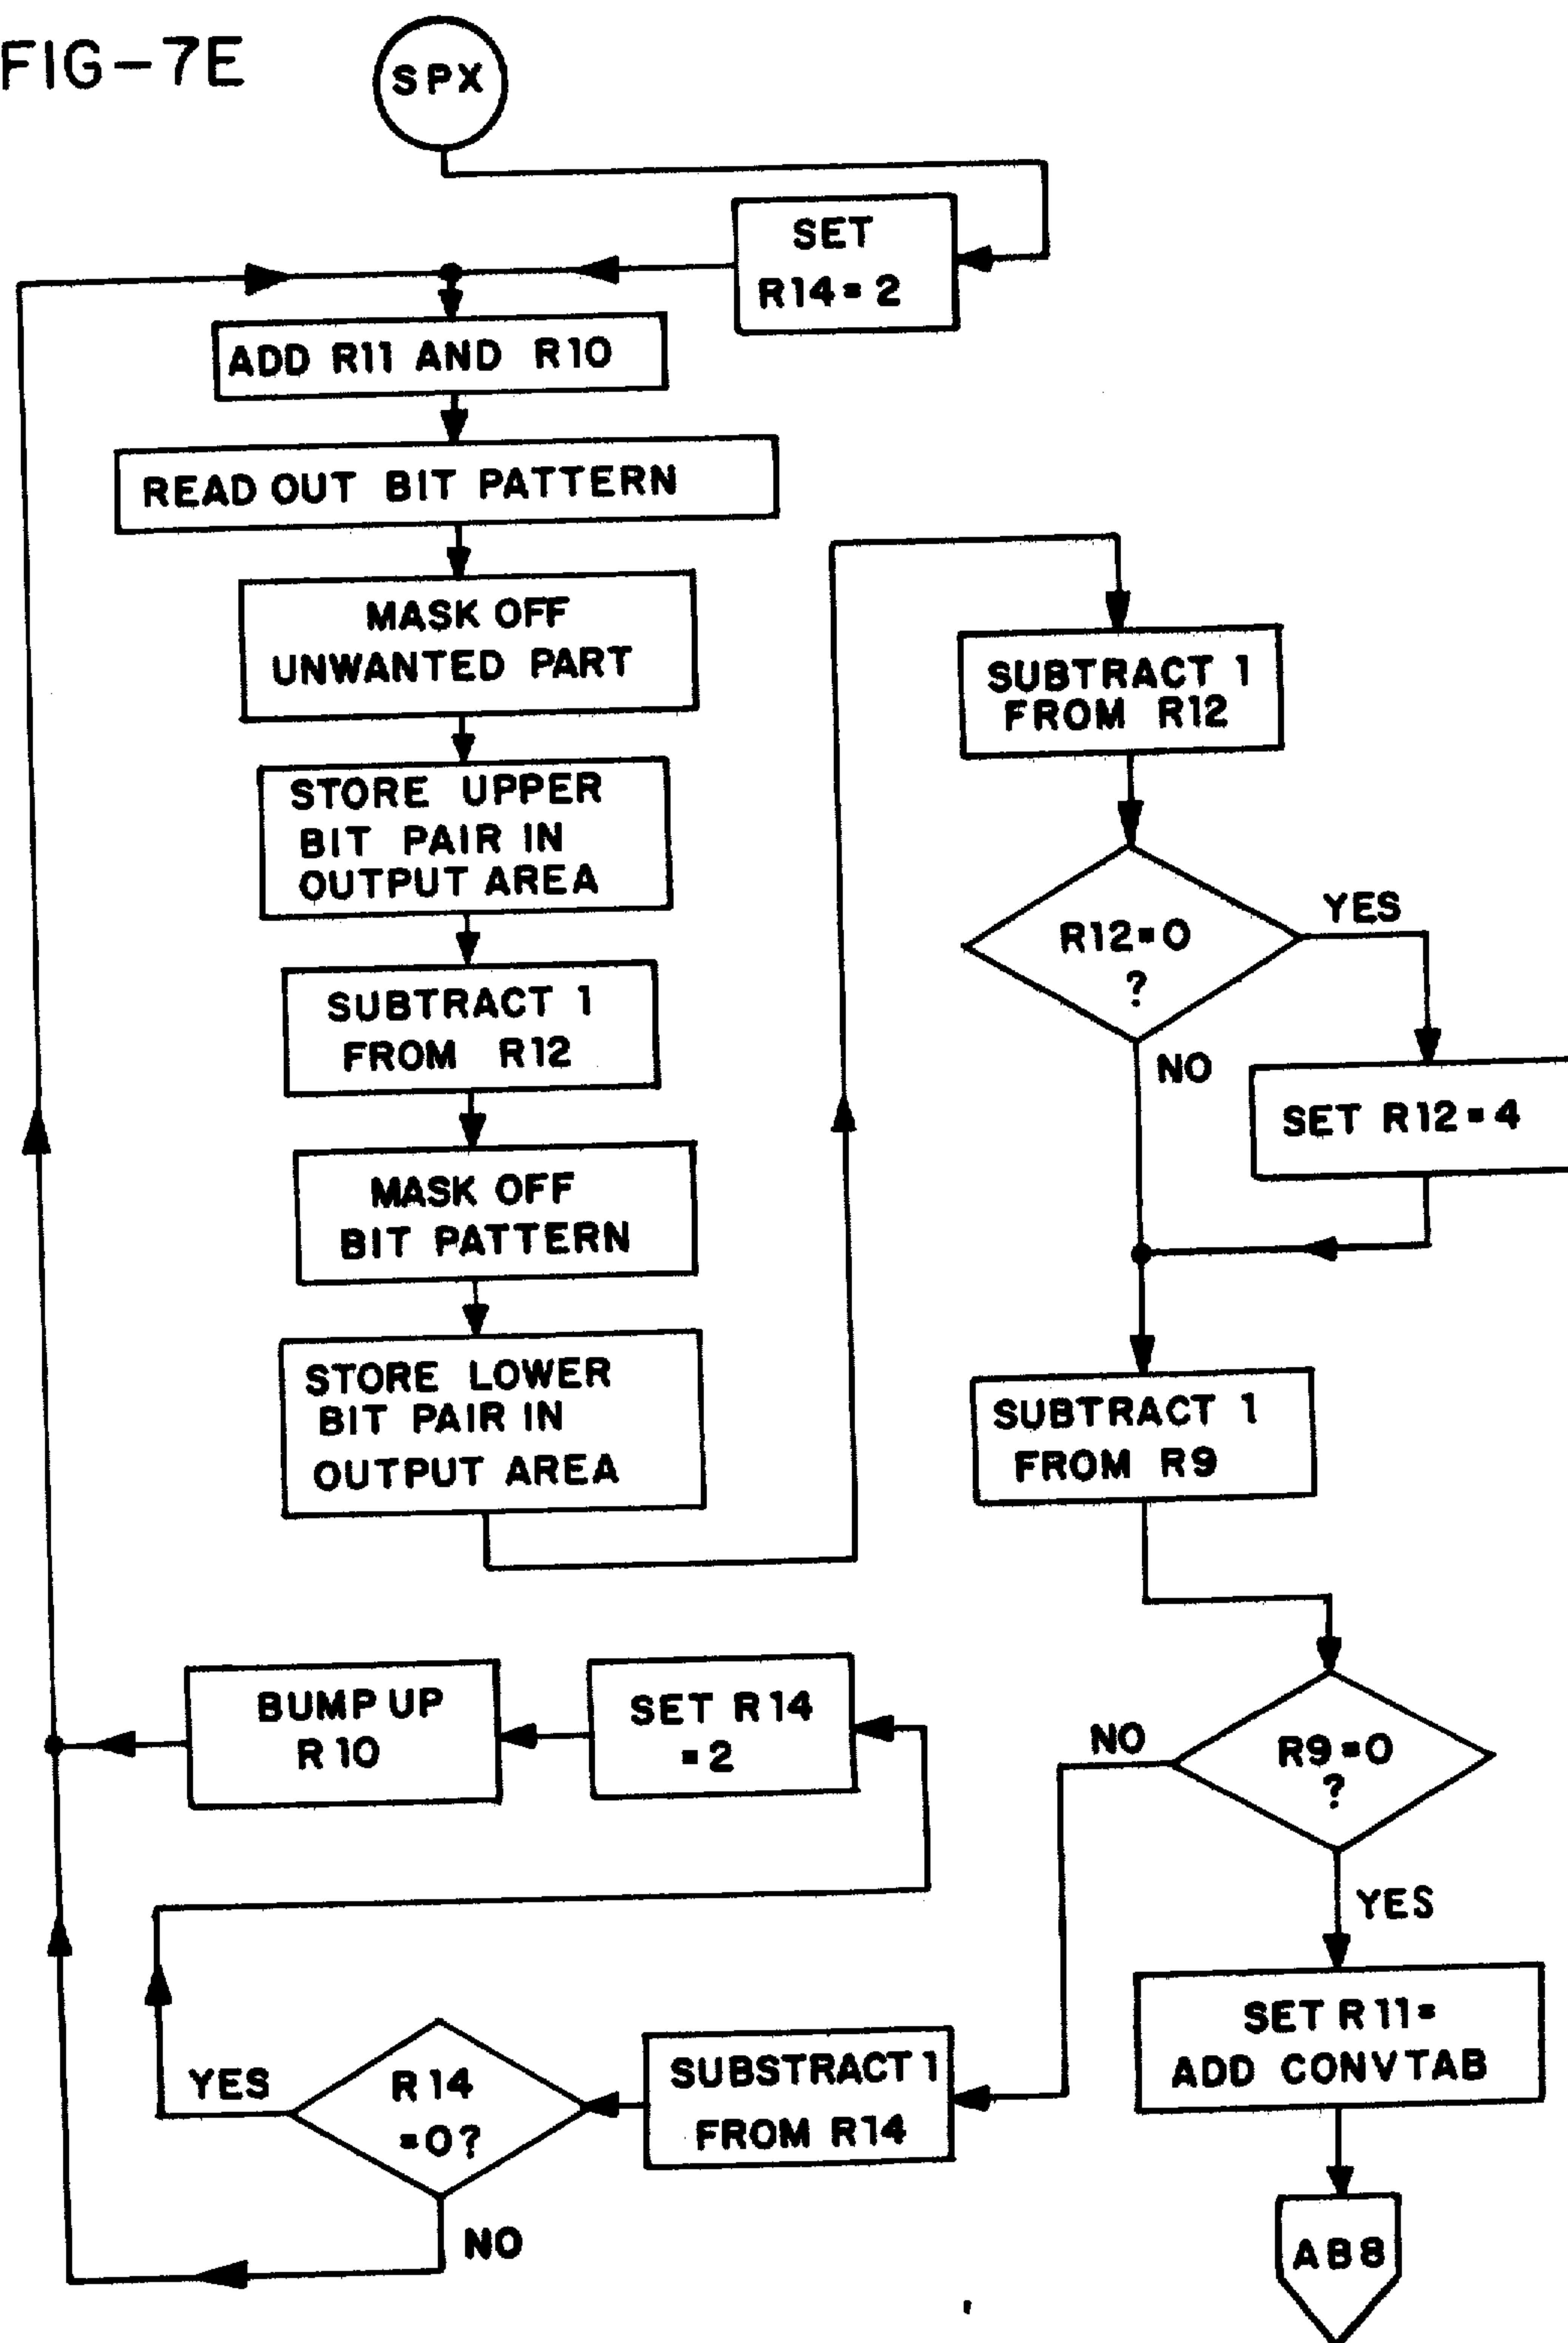 FIG-7E
SPX
SET
R14=2
ADD R11 AND R10
READ OUT BIT PATTERN
MASK OFF
UNWANTED PART
STORE UPPER
BIT PAIR IN
OUTPUT AREA
SUBTRACT 1
FROM R12
MASK OFF
BIT PATTERN
STORE LOWER
BIT PAIR IN
OUTPUT AREA
SUBTRACT 1
FROM R12
R12=0
?
YES
NO
SET R12=4
SUBTRACT 1
FROM R9
R9=0
?
NO
YES
SET R11=
ADD CONVTAB
AB8
SUBSTRACT 1
FROM R14
R14
=0?
YES
NO
SET R14
=2
BUMP UP
R10